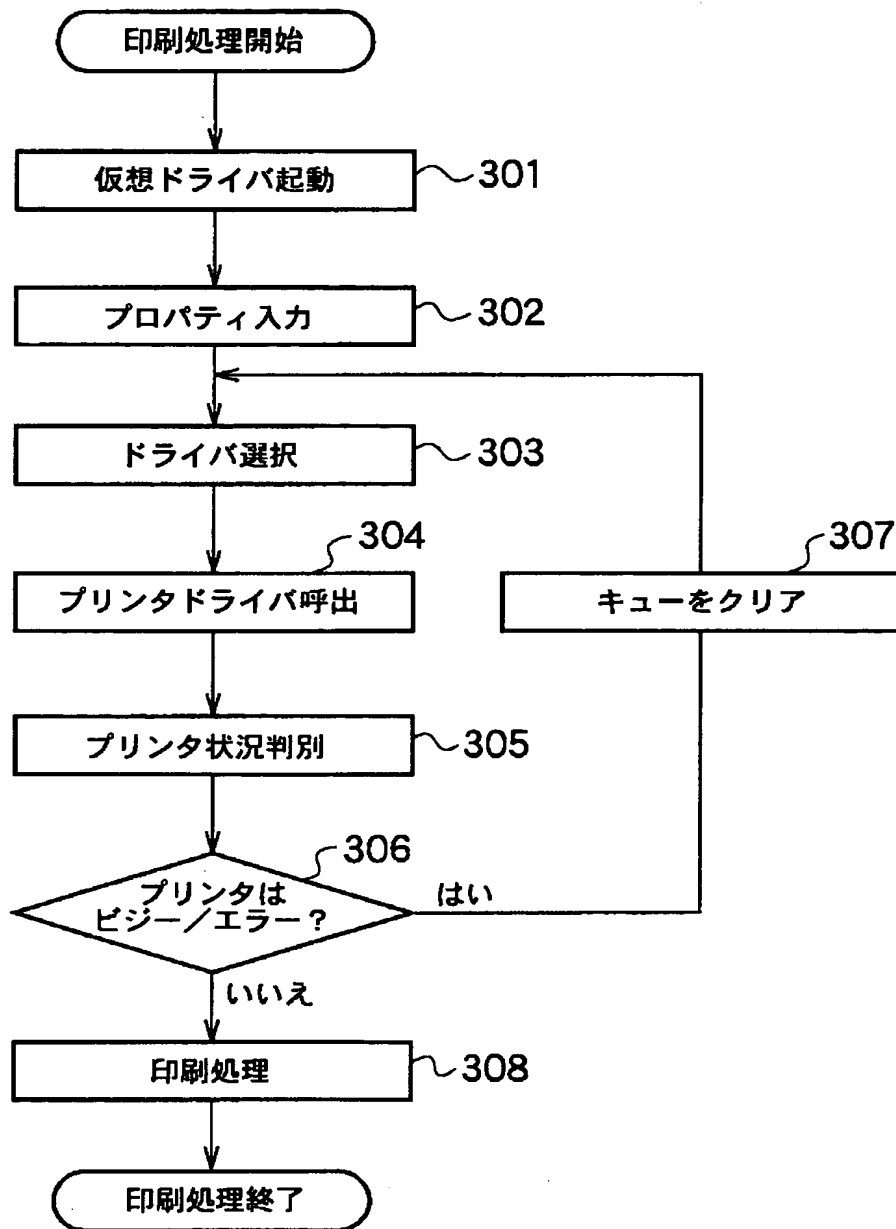 印刷処理開始
仮想ドライバ起動
301
プロパティ入力
302
ドライバ選択
303
プリンタドライバ呼出
304
キューをクリア
307
プリンタ状況判別
305
プリンタは
ビジー/エラー?
306
はい
いいえ
印刷処理
308
印刷処理終了